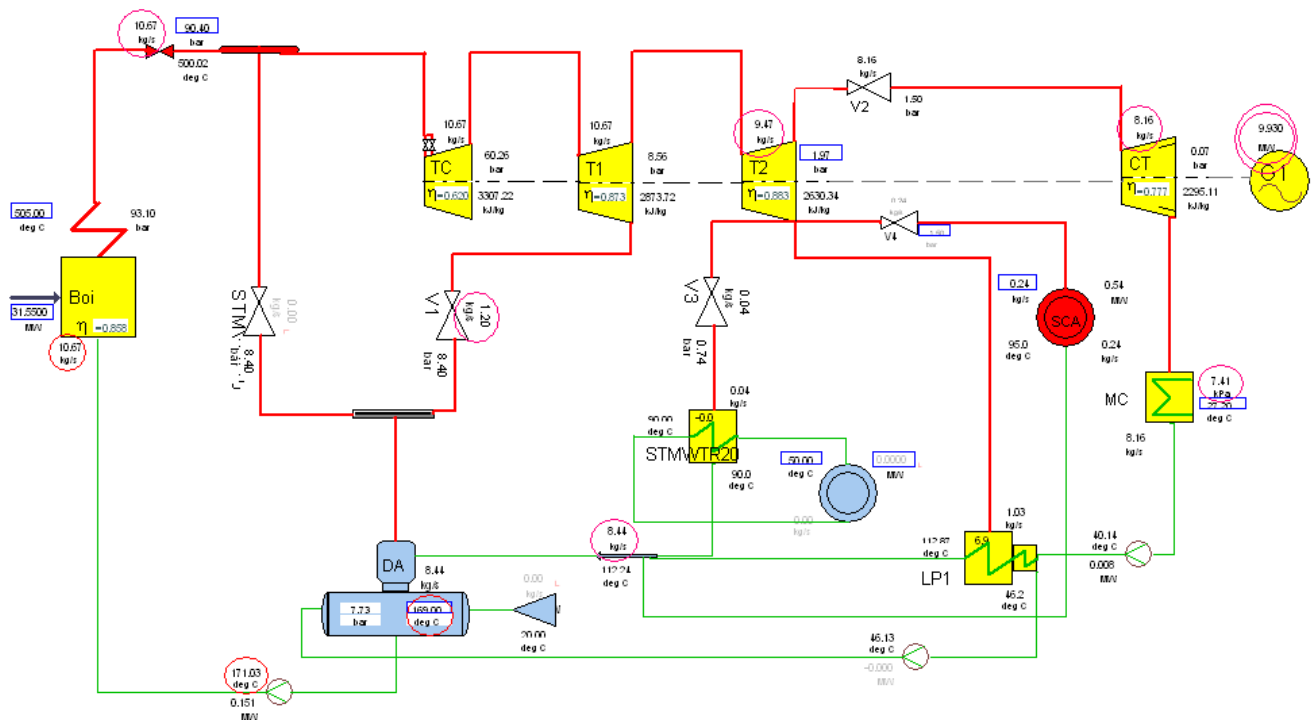 10.67
kg/s
90.40
bar
500.02
deg C
505.00
deg C
93.10
bar
Boi
η =0.858
31.5500
MW
10.67
kg/s
10.67
kg/s
TC
η=0.620
60.26
bar
3307.22
kJ/kg
10.67
kg/s
T1
η=0.873
8.56
bar
2873.72
kJ/kg
9.47
kg/s
T2
η=0.883
1.97
bar
2630.34
kJ/kg
8.16
kg/s
V2
1.50
bar
8.16
kg/s
CT
η=0.777
0.07
bar
2295.11
kJ/kg
9.930
MW
0.24
kg/s
V4
bar
0.00
kg/s
L
8.40
V1
1.20
kg/s
8.40
bar
V3
0.04
kg/s
0.74
bar
0.24
kg/s
0.54
MW
SCA
95.0
deg C
0.24
kg/s
7.41
kPa
deg C
MC
8.16
kg/s
0.04
kg/s
-0.0
90.00
deg C
STMWTR20
90.0
deg C
50.00
deg C
0.0000
MW
L
0.00
kg/s
8.44
kg/s
112.24
deg C
1.03
kg/s
112.87
deg C
6.9
LP1
46.2
deg C
40.14
deg C
0.008
MW
DA
8.44
kg/s
7.73
bar
169.00
deg C
0.00
kg/s
L
20.00
deg C
46.13
deg C
-0.000
MW
171.03
deg C
0.151
MW